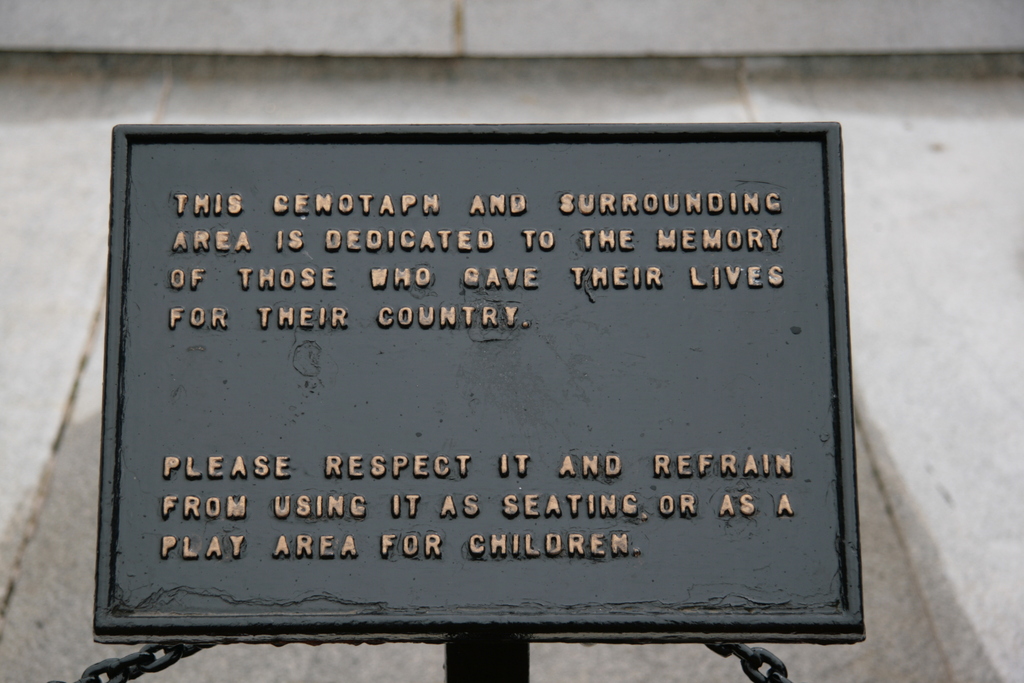 THIS CENOTAPH AND SURROUNDING
AREA IS DEDICATED TO THE MEMORY
OF THOSE WHO GAVE THEIR LIVES
FOR THEIR COUNTRY.
PLEASE RESPECT IT AND REFRAIN
FROM USING IT AS SEATING, OR AS A
PLAY AREA FOR CHILDREN.